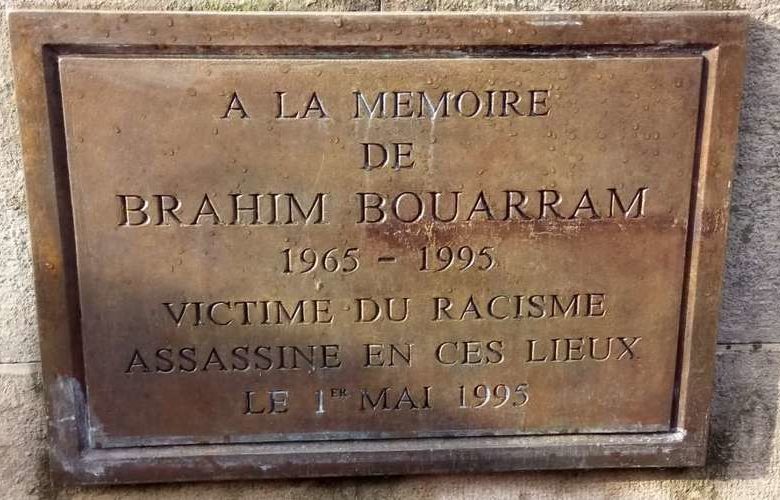 A LA MEMOIRE
DE
BRAHIM BOUARRAM
1965 - 1995
VICTIME DU RACISME
ASSASSINE EN CES LIEUX
LE 1ER MAI 1995